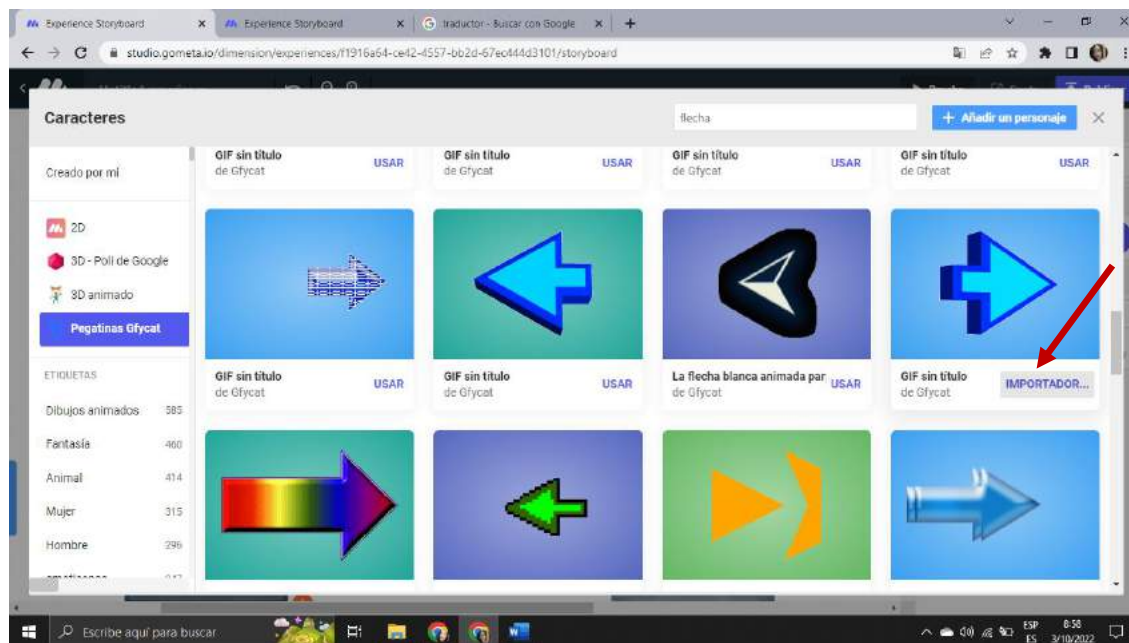 Experience Storyboard
Experience Storyboard
traductor - Buscar con Google
studio.gometa.io/dimension/experiences/f1916a64-ce42-4557-bb2d-67ec444d3101/storyboard
Caracteres
flecha
+ Añadir un personaje
Creado por mí
2D
3D - Poli de Google
3D animado
Pegatinas Gfycat
ETIQUETAS
Dibujos animados 585
Fantasía 460
Animal 414
Mujer 315
Hombre 296
GIF sin título USAR
de Gfycat
GIF sin título USAR
de Gfycat
GIF sin título USAR
de Gfycat
GIF sin título USAR
de Gfycat
GIF sin título USAR
de Gfycat
GIF sin título USAR
de Gfycat
La flecha blanca animada par USAR
de Gfycat
GIF sin título IMPORTADOR...
de Gfycat
Escribe aquí para buscar
ESP
ES
8:58
3/10/2022